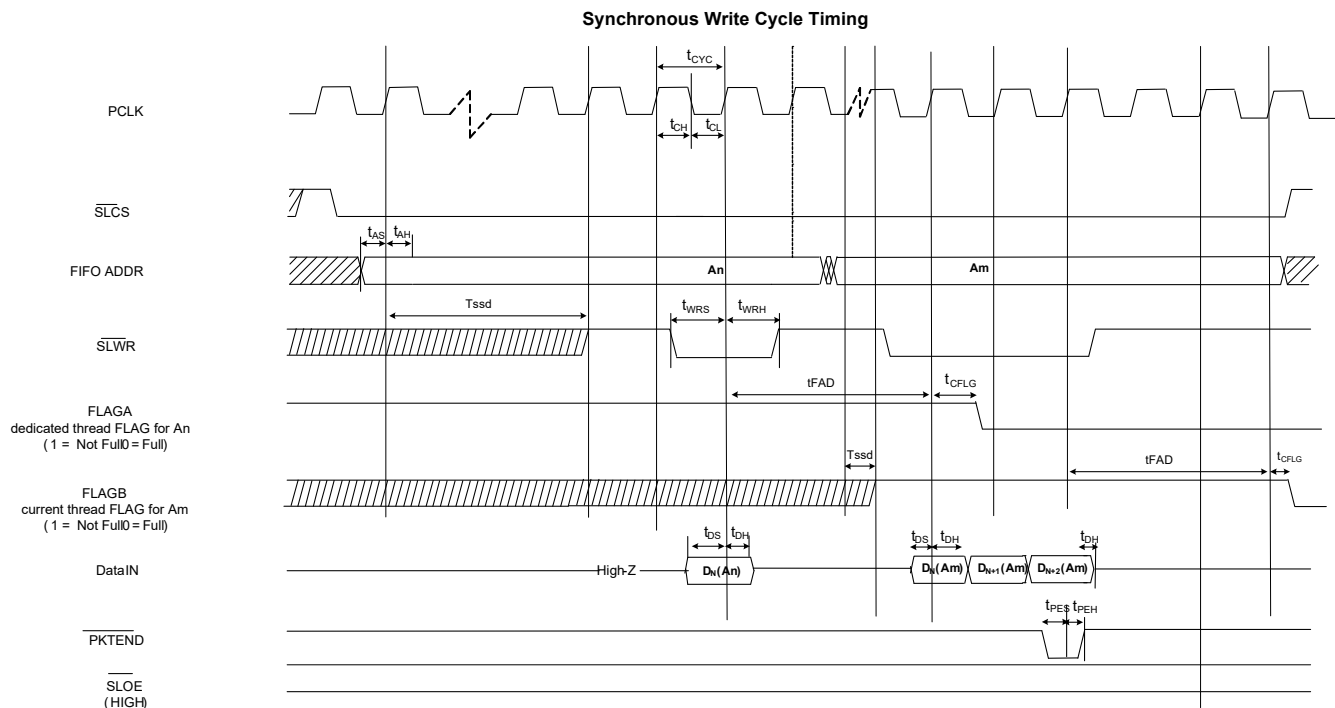 Synchronous Write Cycle Timing
tCYC
PCLK
tCH
tCL
SLCS
tAS
tAH
FIFO ADDR
An
Am
Tssd
tWRS
tWRH
SLWR
tFAD
tCFLG
FLAGA
dedicated thread FLAG for An
( 1 = Not Full0 = Full)
Tssd
tFAD
tCFLG
FLAGB
current thread FLAG for Am
( 1 = Not Full0 = Full)
tDS
tDH
tDS
tDH
tDH
DataIN
High-Z
DN(An)
DN(Am)
DN+1(Am)
DN+2(Am)
tPES
tPEH
PKTEND
SLOE
(HIGH)